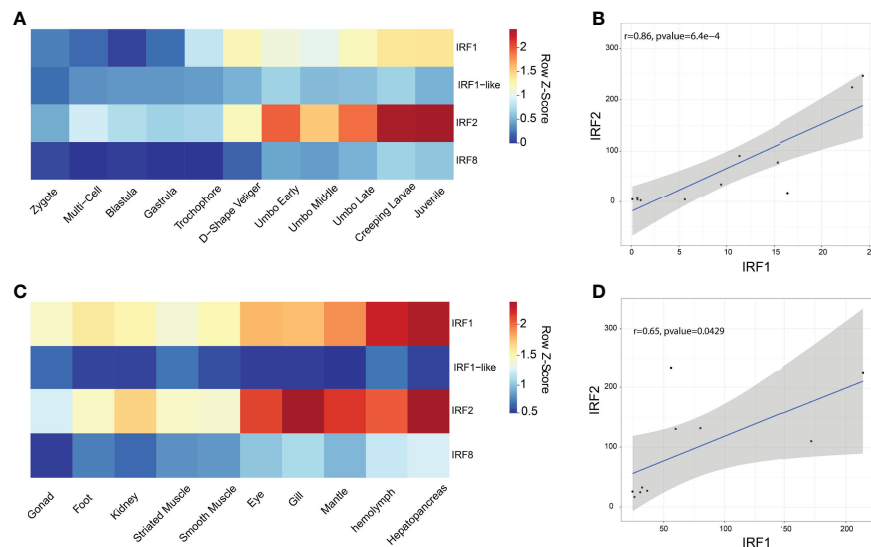 A
IRF1
IRF1-like
IRF2
IRF8
Zygote
Multi-Cell
Blastula
Gastrula
Trochophore
D-Shape Veliger
Umbo Early
Umbo Middle
Umbo Late
Creeping Larvae
Juvenile
2
1.5
1
0.5
0
Row Z-Score
B
r=0.86, pvalue=6.4e-4
300
200
100
0
IRF2
0
5
10
15
20
25
IRF1
C
IRF1
IRF1-like
IRF2
IRF8
Gonad
Foot
Kidney
Striated Muscle
Smooth Muscle
Eye
Gill
Mantle
hemolymph
Hepatopancreas
2
1.5
1
0.5
Row Z-Score
D
r=0.65, pvalue=0.0429
300
200
100
0
IRF2
50
100
150
200
IRF1